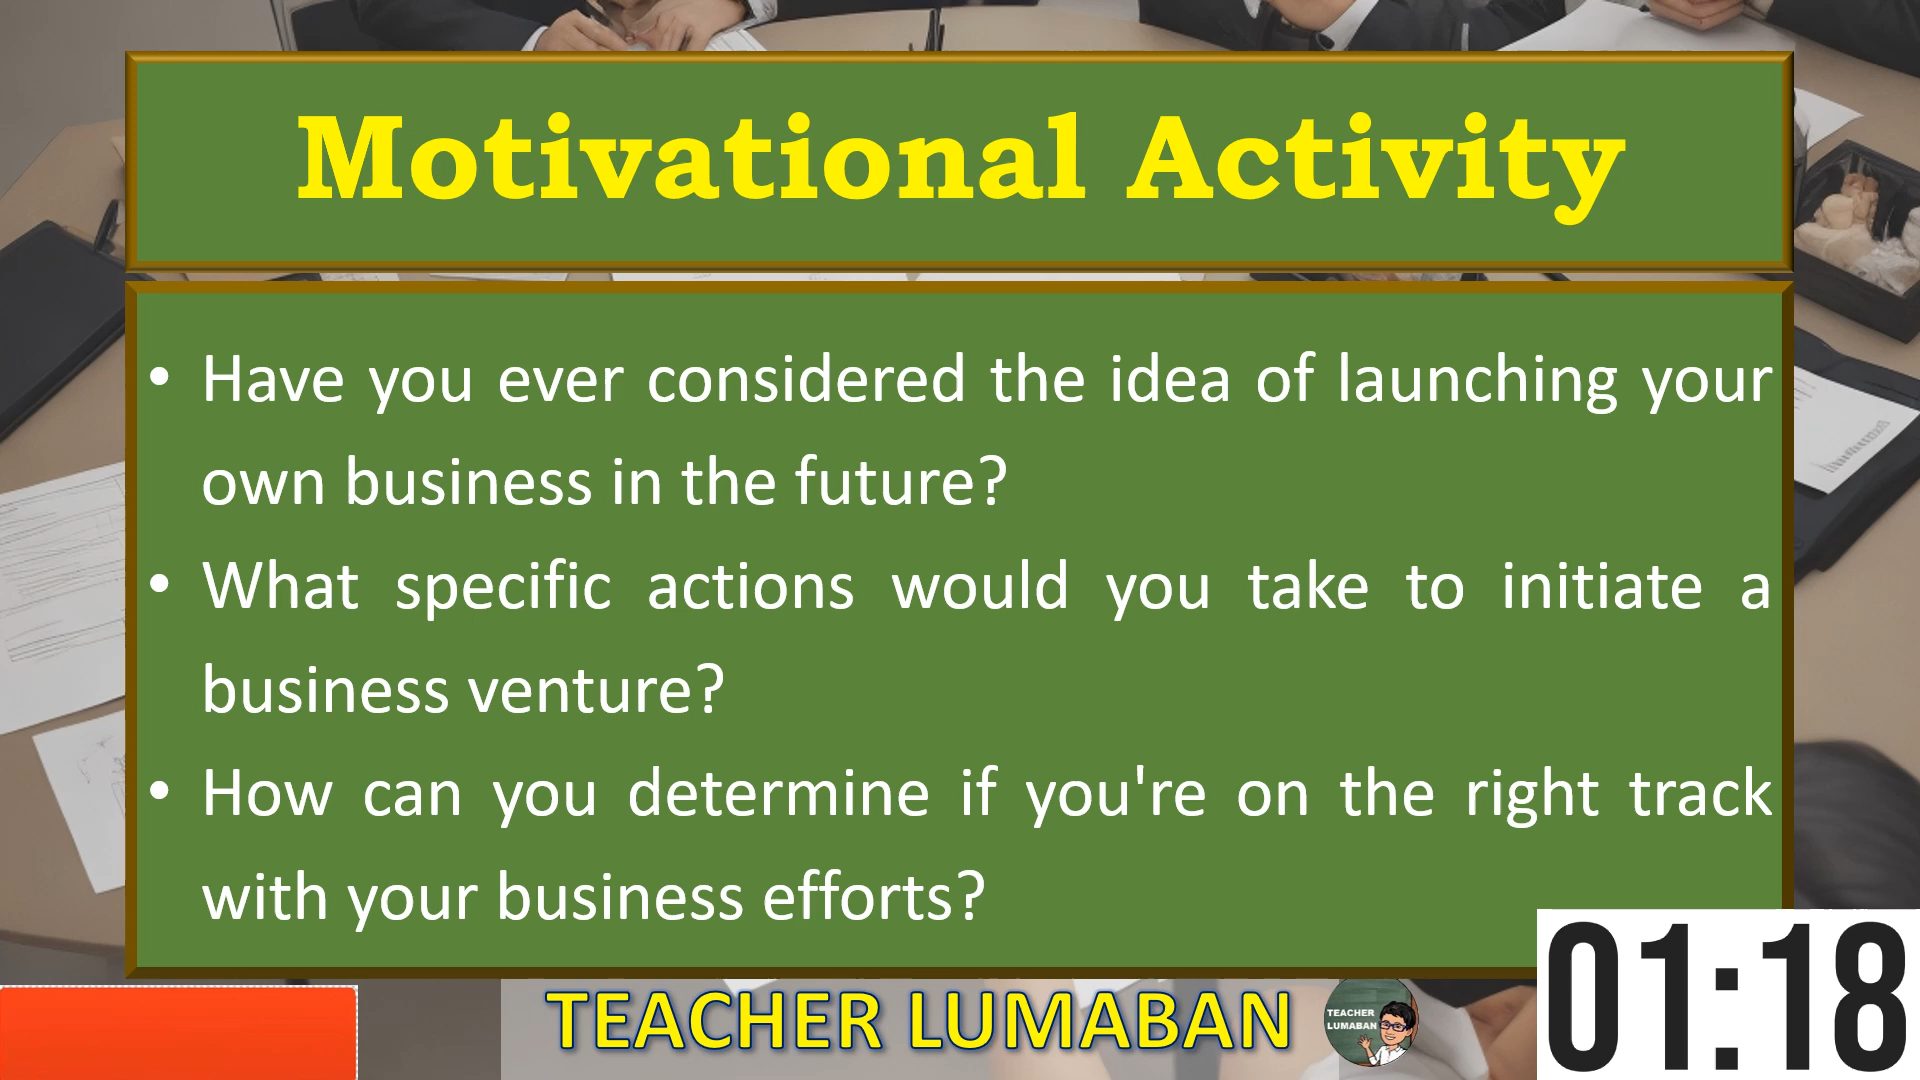 Motivational Activity
• Have you ever considered the idea of launching your
own business in the future?
• What specific actions would you take to initiate a
business venture?
• How can you determine if you're on the right track
with your business efforts?
TEACHER LUMABAN
TEACHER
LUMABAN
01:18